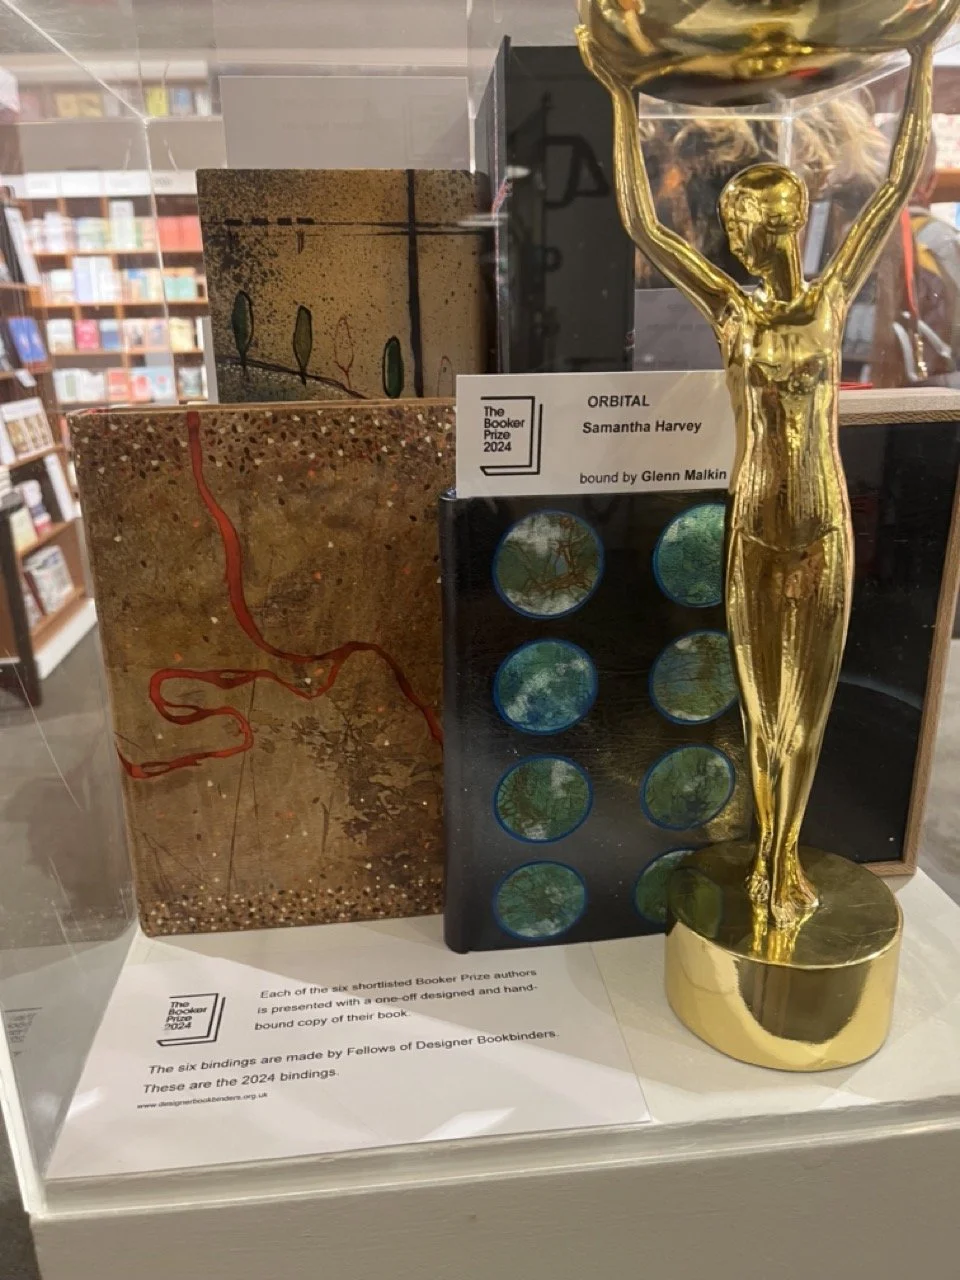 The
Booker
Prize
2024
ORBITAL
Samantha Harvey
bound by Glenn Malkin
The
Booker
Prize
2024
Each of the six shortlisted Booker Prize authors
is presented with a one-off designed and hand-
bound copy of their book.
The six bindings are made by Fellows of Designer Bookbinders.
These are the 2024 bindings.
www.designerbookbinders.org.uk